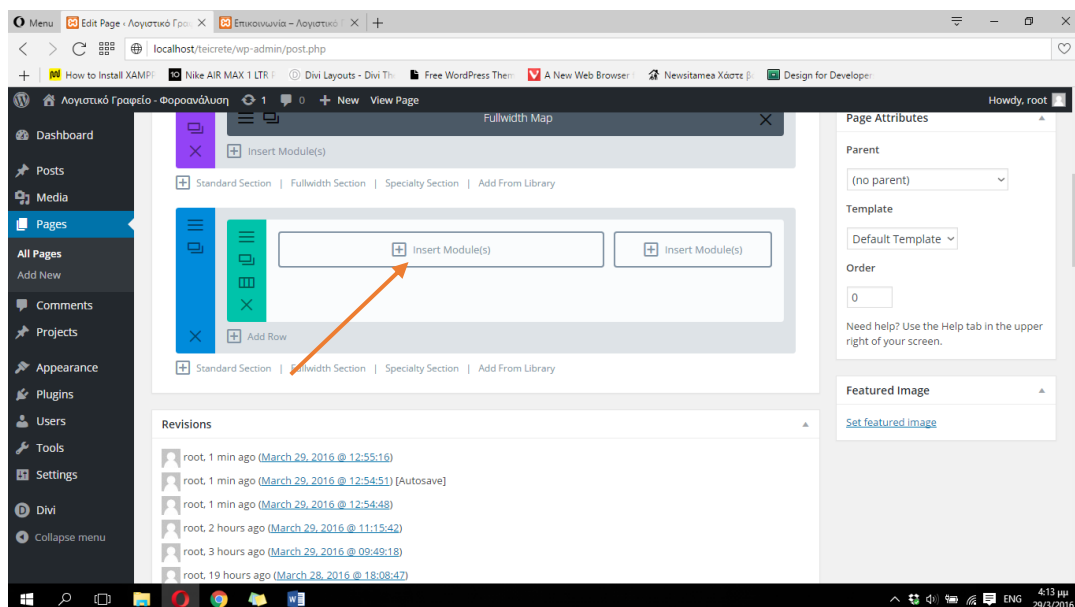 Menu
Edit Page ‹ Λογιστικό Γρα
Επικοινωνία – Λογιστικό Γ
localhost/teicrete/wp-admin/post.php
How to Install XAMPP
Nike AIR MAX 1 LTR
Divi Layouts - Divi Th
Free WordPress Them
A New Web Browser
Newsitamea Χάστε β
Design for Developer
Λογιστικό Γραφείο - Φοροανάλυση
1
0
New
View Page
Howdy, root
Dashboard
Posts
Media
Pages
All Pages
Add New
Comments
Projects
Appearance
Plugins
Users
Tools
Settings
Divi
Collapse menu
Fullwidth Map
Insert Module(s)
Standard Section | Fullwidth Section | Specialty Section | Add From Library
Insert Module(s)
Insert Module(s)
Add Row
Standard Section | Fullwidth Section | Specialty Section | Add From Library
Revisions
root, 1 min ago (March 29, 2016 @ 12:55:16)
root, 1 min ago (March 29, 2016 @ 12:54:51) [Autosave]
root, 1 min ago (March 29, 2016 @ 12:54:48)
root, 2 hours ago (March 29, 2016 @ 11:15:42)
root, 3 hours ago (March 29, 2016 @ 09:49:18)
root, 19 hours ago (March 28, 2016 @ 18:08:47)
Page Attributes
Parent
(no parent)
Template
Default Template
Order
0
Need help? Use the Help tab in the upper
right of your screen.
Featured Image
Set featured image
ENG
4:13 μμ
29/3/2016